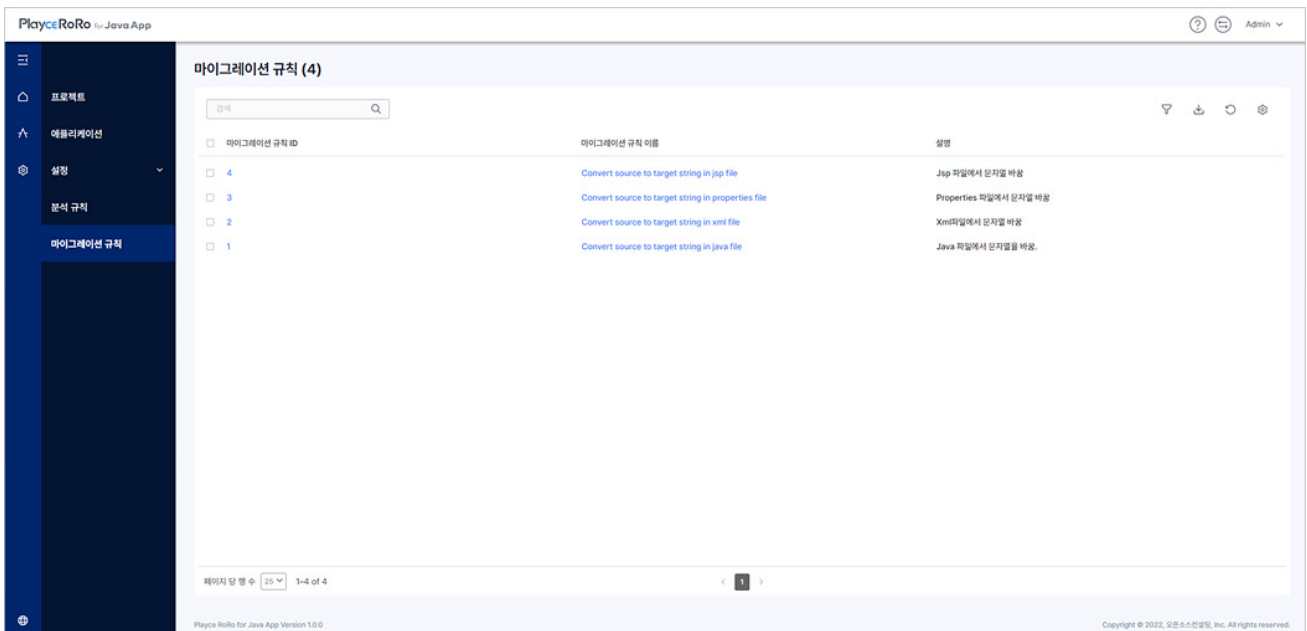 PlayceRoRo for Java App
Admin
마이그레이션 규칙 (4)
프로젝트
애플리케이션
설정
분석 규칙
마이그레이션 규칙
검색
마이그레이션 규칙 ID 마이그레이션 규칙 이름 설명
4 Convert source to target string in jsp file Jsp 파일에서 문자열 바꿈
3 Convert source to target string in properties file Properties 파일에서 문자열 바꿈
2 Convert source to target string in xml file Xml파일에서 문자열 바꿈
1 Convert source to target string in java file Java 파일에서 문자열을 바꿈.
페이지 당 행 수 25 1-4 of 4 1
Playce RoRo for Java App Version 1.0.0
Copyright © 2022, 오픈소스컨설팅, Inc. All rights reserved.